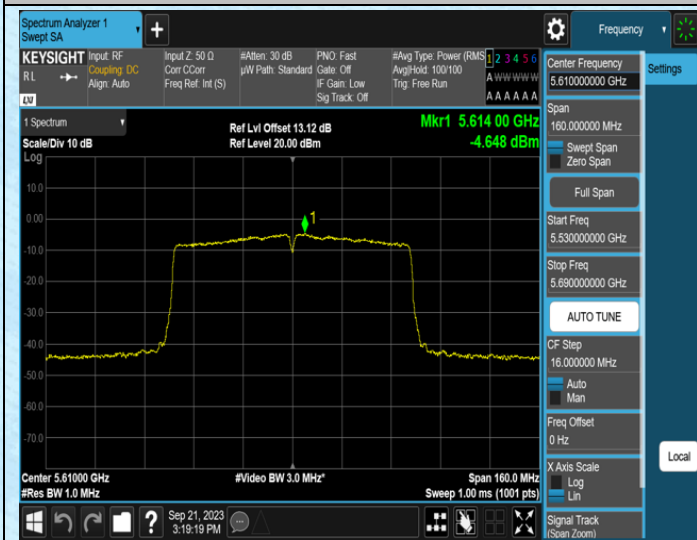 Spectrum Analyzer 1
Swept SA
Frequency
KEYSIGHT
RL
Input: RF
Coupling: DC
Align: Auto
Input Z: 50 Ω
Corr CCorr
Freq Ref: Int (S)
#Atten: 30 dB
µW Path: Standard
PNO: Fast
Gate: Off
IF Gain: Low
Sig Track: Off
#Avg Type: Power (RMS
Avg|Hold: 100/100
Trig: Free Run
1 2 3 4 5 6
A W W W W W
A A A A A A
LXI
1 Spectrum
Scale/Div 10 dB
Log
Ref Lvl Offset 13.12 dB
Ref Level 20.00 dBm
Mkr1 5.614 00 GHz
-4.648 dBm
1
10.0
0.00
-10.0
-20.0
-30.0
-40.0
-50.0
-60.0
-70.0
Center 5.61000 GHz
#Res BW 1.0 MHz
#Video BW 3.0 MHz*
Span 160.0 MHz
Sweep 1.00 ms (1001 pts)
Sep 21, 2023
3:19:19 PM
?
Center Frequency
5.610000000 GHz
Span
160.000000 MHz
Swept Span
Zero Span
Full Span
Start Freq
5.530000000 GHz
Stop Freq
5.690000000 GHz
AUTO TUNE
CF Step
16.000000 MHz
Auto
Man
Freq Offset
0 Hz
X Axis Scale
Log
Lin
Signal Track
(Span Zoom)
Settings
Local